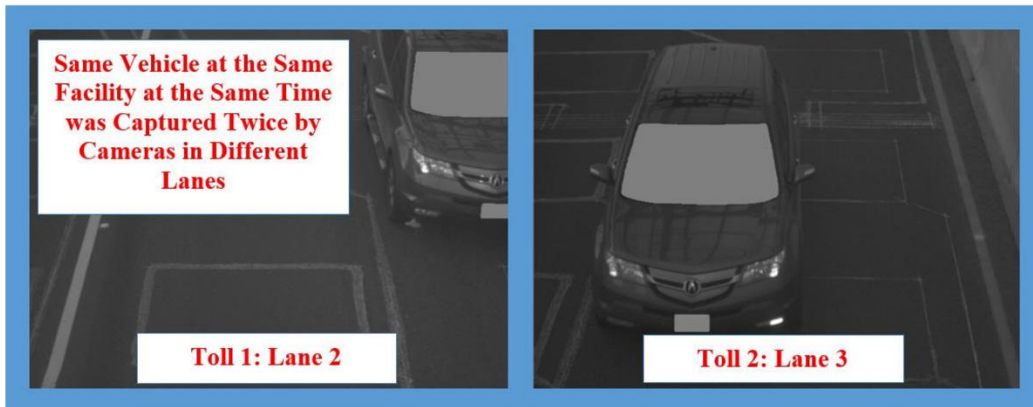 Same Vehicle at the Same
Facility at the Same Time
was Captured Twice by
Cameras in Different
Lanes
Toll 1: Lane 2
Toll 2: Lane 3